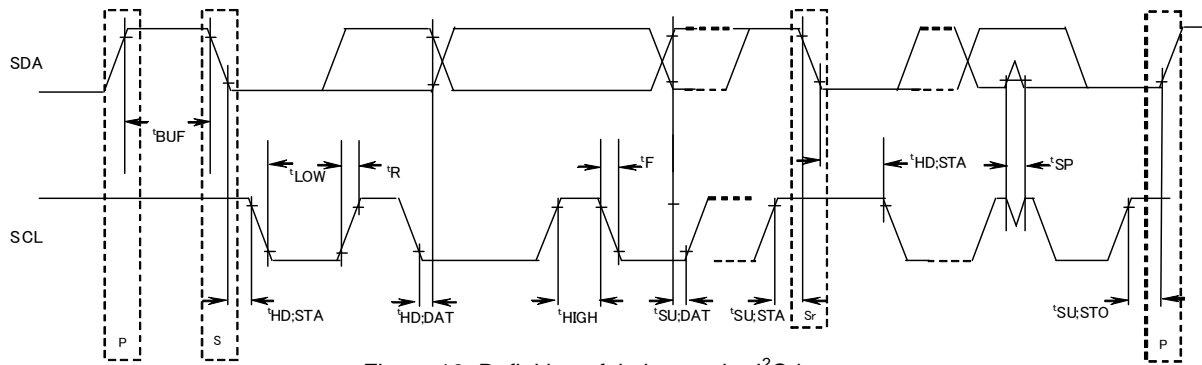 SDA
tBUF
tLOW
tR
tF
tHD;STA
tSP
SCL
tHD;STA
tHD;DAT
tHIGH
tSU;DAT
tSU;STA
Sr
tSU;STO
P
S
P